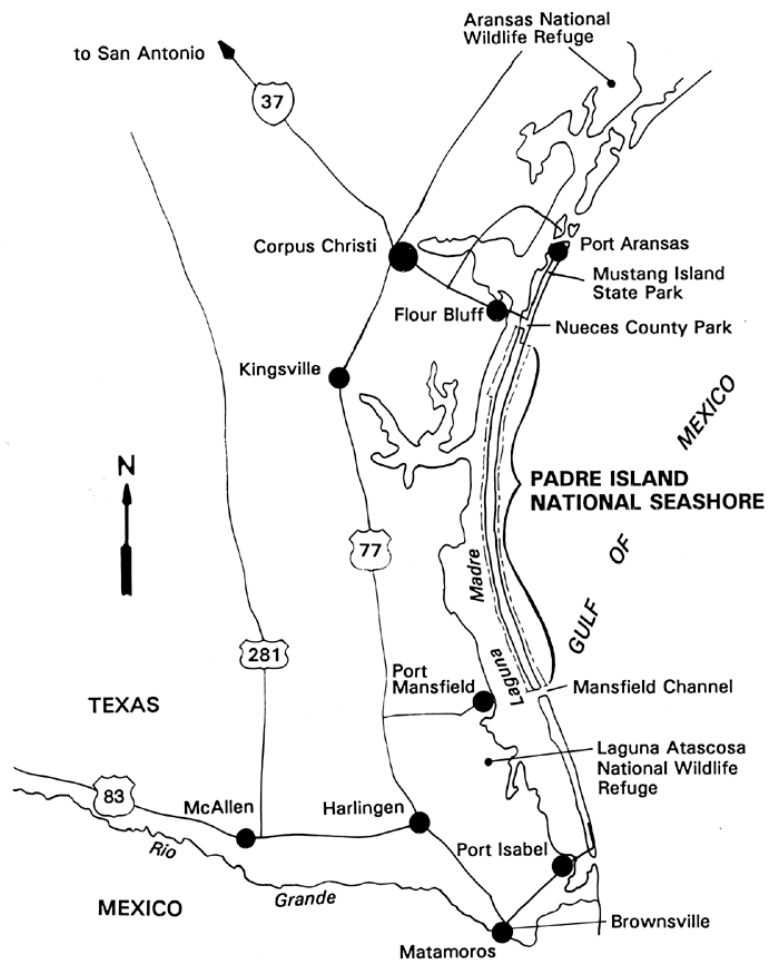 Aransas National
Wildlife Refuge
to San Antonio
37
Corpus Christi
Port Aransas
Mustang Island
State Park
Flour Bluff
Nueces County Park
Kingsville
MEXICO
N
PADRE ISLAND
NATIONAL SEASHORE
77
OF
Madre
GULF
281
Port
Mansfield
Laguna
Mansfield Channel
TEXAS
Laguna Atascosa
National Wildlife
Refuge
83
McAllen
Harlingen
Rio
Port Isabel
Grande
MEXICO
Brownsville
Matamoros